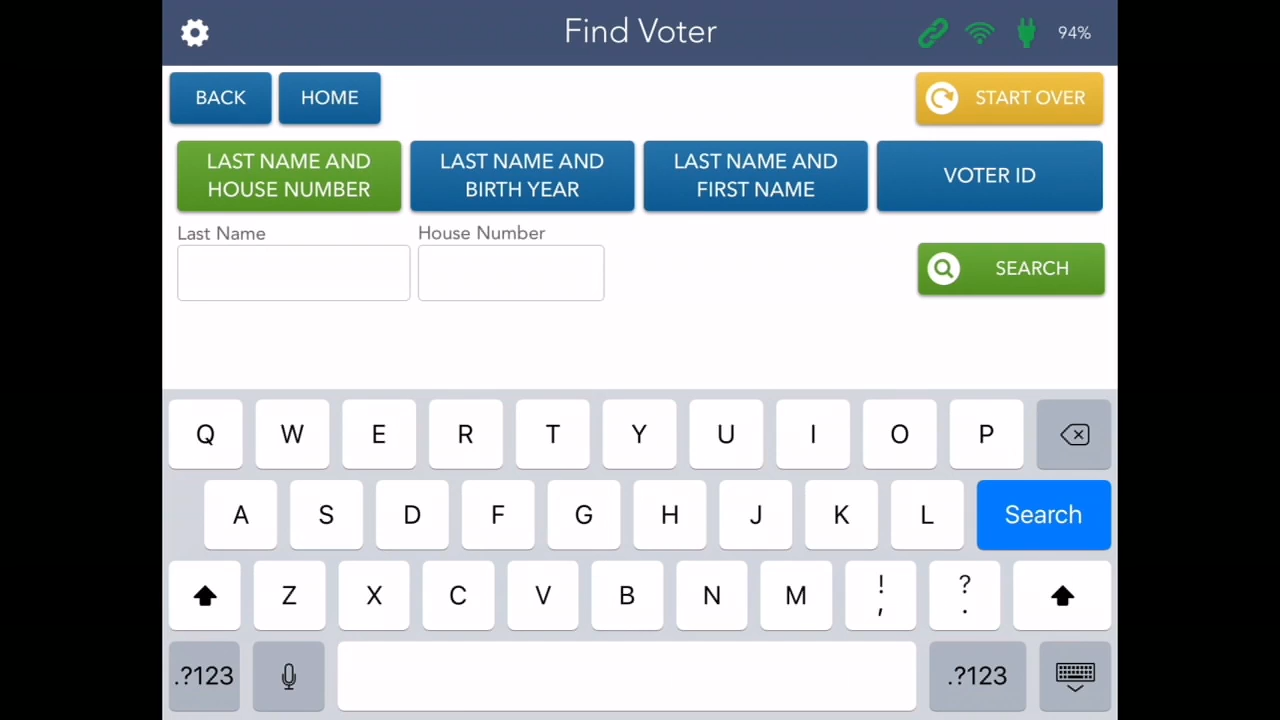 Find Voter
94%
BACK
HOME
START OVER
LAST NAME AND
HOUSE NUMBER
LAST NAME AND
BIRTH YEAR
LAST NAME AND
FIRST NAME
VOTER ID
Last Name
House Number
SEARCH
Q W E R T Y U I O P
A S D F G H J K L Search
Z X C V B N M ! , ? .
.?123 .?123